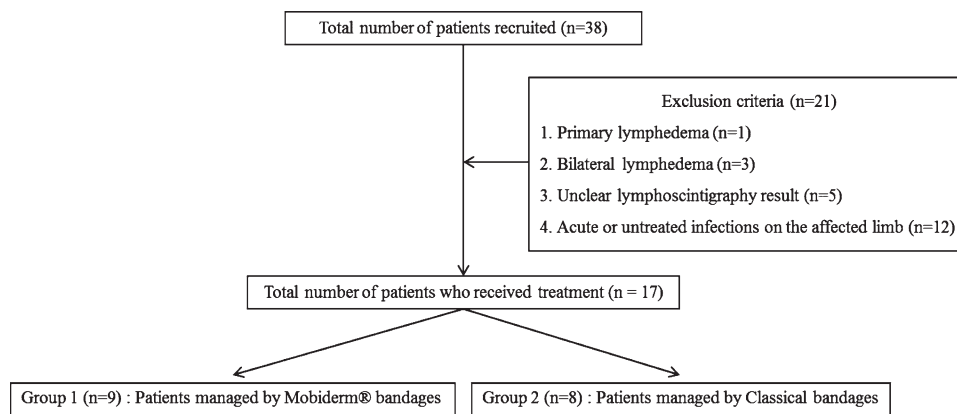 Total number of patients recruited (n=38)
Exclusion criteria (n=21)
1. Primary lymphedema (n=1)
2. Bilateral lymphedema (n=3)
3. Unclear lymphoscintigraphy result (n=5)
4. Acute or untreated infections on the affected limb (n=12)
Total number of patients who received treatment (n = 17)
Group 1 (n=9) : Patients managed by Mobiderm® bandages
Group 2 (n=8) : Patients managed by Classical bandages